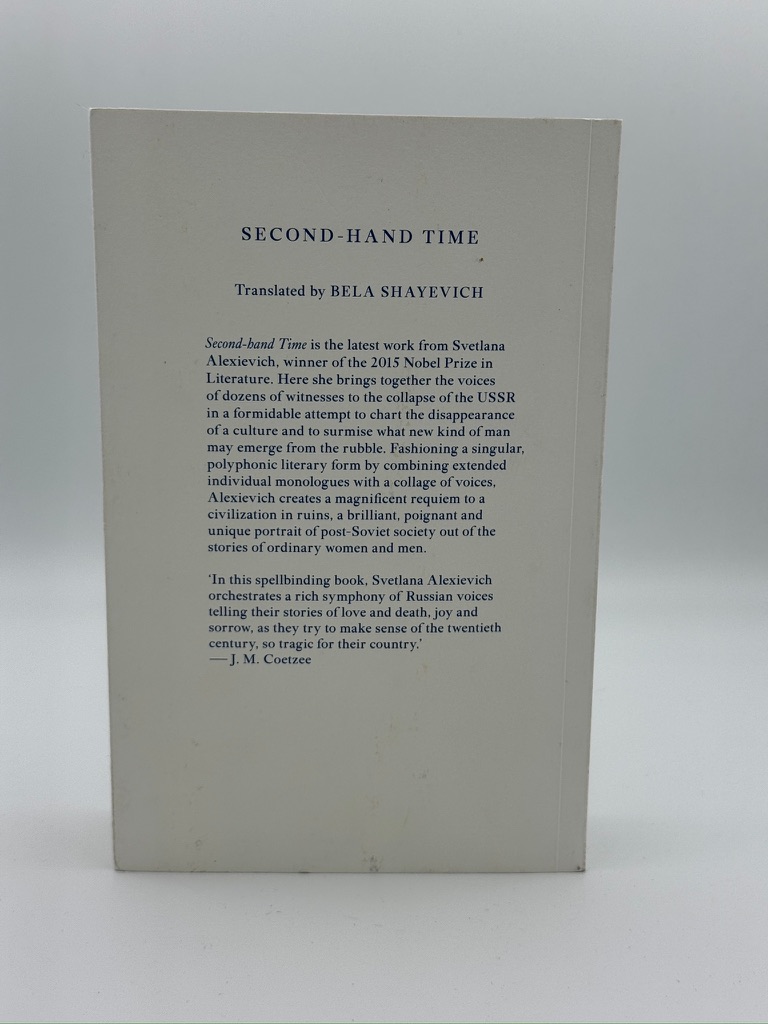 SECOND-HAND TIME
Translated by BELA SHAYEVICH
Second-hand Time is the latest work from Svetlana
Alexievich, winner of the 2015 Nobel Prize in
Literature. Here she brings together the voices
of dozens of witnesses to the collapse of the USSR
in a formidable attempt to chart the disappearance
of a culture and to surmise what new kind of man
may emerge from the rubble. Fashioning a singular,
polyphonic literary form by combining extended
individual monologues with a collage of voices,
Alexievich creates a magnificent requiem to a
civilization in ruins, a brilliant, poignant and
unique portrait of post-Soviet society out of the
stories of ordinary women and men.
‘In this spellbinding book, Svetlana Alexievich
orchestrates a rich symphony of Russian voices
telling their stories of love and death, joy and
sorrow, as they try to make sense of the twentieth
century, so tragic for their country.’
— J. M. Coetzee